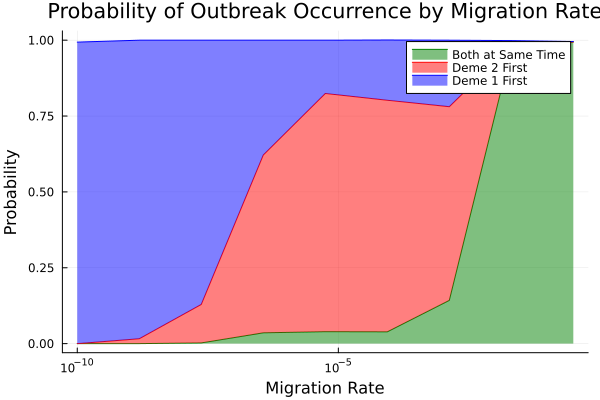 Probability of Outbreak Occurrence by Migration Rate
1.00
0.75
0.50
0.25
0.00
Probability
Both at Same Time
Deme 2 First
Deme 1 First
10⁻¹⁰
10⁻⁵
Migration Rate